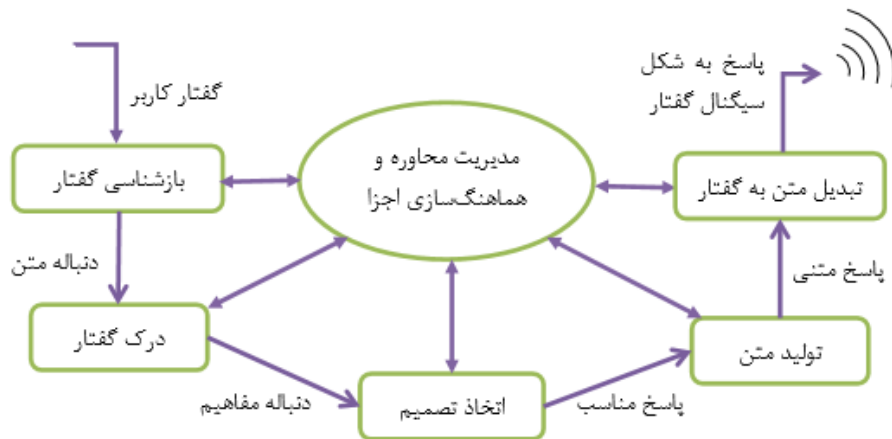 پاسخ به شکل
سیگنال گفتار
گفتار کاربر
مدیریت محاوره و
هماهنگ‌سازی اجزا
بازشناسی گفتار
تبدیل متن به گفتار
دنباله متن
پاسخ متنی
درک گفتار
تولید متن
دنباله مفاهیم
اتخاذ تصمیم
پاسخ مناسب